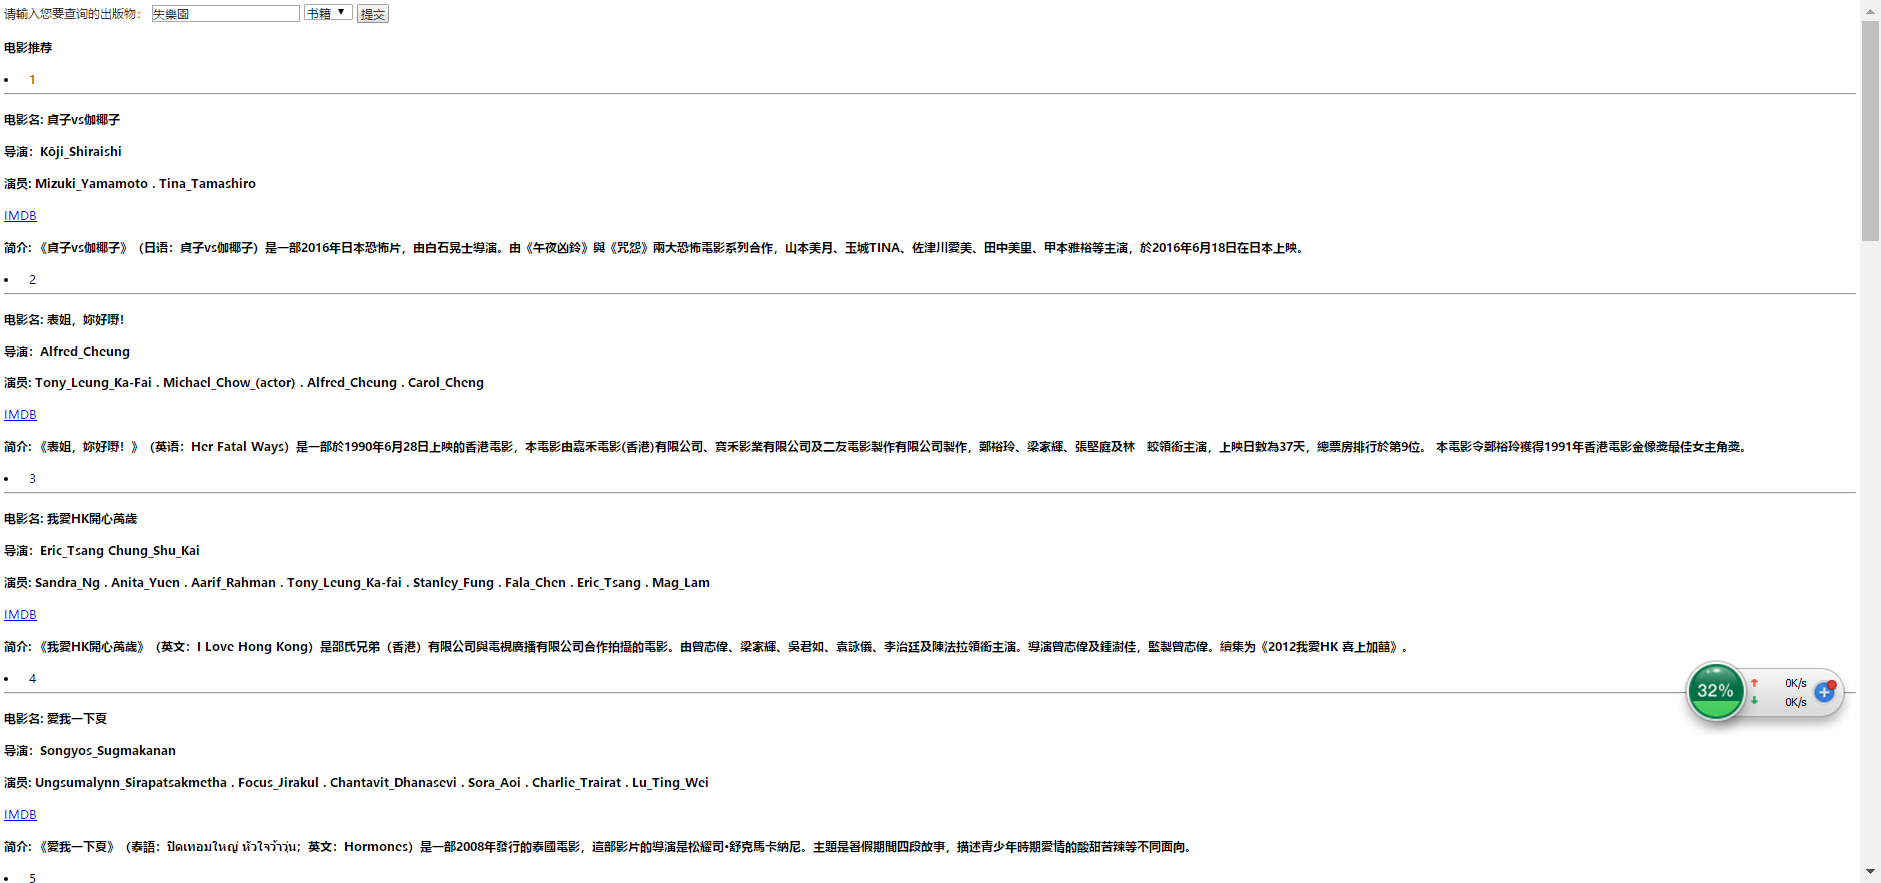 请输入您要查询的出版物： 失樂園 书籍 提交
电影推荐
1
电影名: 貞子vs伽椰子
导演：Kōji_Shiraishi
演员: Mizuki_Yamamoto . Tina_Tamashiro
IMDB
简介: 《貞子vs伽椰子》（日语：貞子vs伽椰子）是一部2016年日本恐怖片，由白石晃士導演。由《午夜凶鈴》與《咒怨》兩大恐怖電影系列合作，山本美月、玉城TINA、佐津川愛美、田中美里、甲本雅裕等主演，於2016年6月18日在日本上映。
2
电影名: 表姐，妳好嘢！
导演：Alfred_Cheung
演员: Tony_Leung_Ka-Fai . Michael_Chow_(actor) . Alfred_Cheung . Carol_Cheng
IMDB
简介: 《表姐，妳好嘢！》（英语：Her Fatal Ways）是一部於1990年6月28日上映的香港電影，本電影由嘉禾電影(香港)有限公司、寶禾影業有限公司及二友電影製作有限公司製作，鄭裕玲、梁家輝、張堅庭及林　蛟領銜主演，上映日數為37天，總票房排行於第9位。 本電影令鄭裕玲獲得1991年香港電影金像獎最佳女主角獎。
3
电影名: 我愛HK開心萬歲
导演：Eric_Tsang Chung_Shu_Kai
演员: Sandra_Ng . Anita_Yuen . Aarif_Rahman . Tony_Leung_Ka-fai . Stanley_Fung . Fala_Chen . Eric_Tsang . Mag_Lam
IMDB
简介: 《我愛HK開心萬歲》（英文：I Love Hong Kong）是邵氏兄弟（香港）有限公司與電視廣播有限公司合作拍攝的電影。由曾志偉、梁家輝、吳君如、袁詠儀、李治廷及陳法拉領銜主演。導演曾志偉及鍾澍佳，監製曾志偉。續集为《2012我愛HK 喜上加囍》。
4
电影名: 愛我一下夏
导演：Songyos_Sugmakanan
演员: Ungsumalynn_Sirapatsakmetha . Focus_Jirakul . Chantavit_Dhanasevi . Sora_Aoi . Charlie_Trairat . Lu_Ting_Wei
IMDB
简介: 《愛我一下夏》（泰語：ปิดเทอมใหญ่ หัวใจว้าวุ่น；英文：Hormones）是一部2008年發行的泰國電影，這部影片的導演是松耀司•舒克馬卡納尼。主題是暑假期間四段故事，描述青少年時期愛情的酸甜苦辣等不同面向。
5
32% 0K/s
0K/s